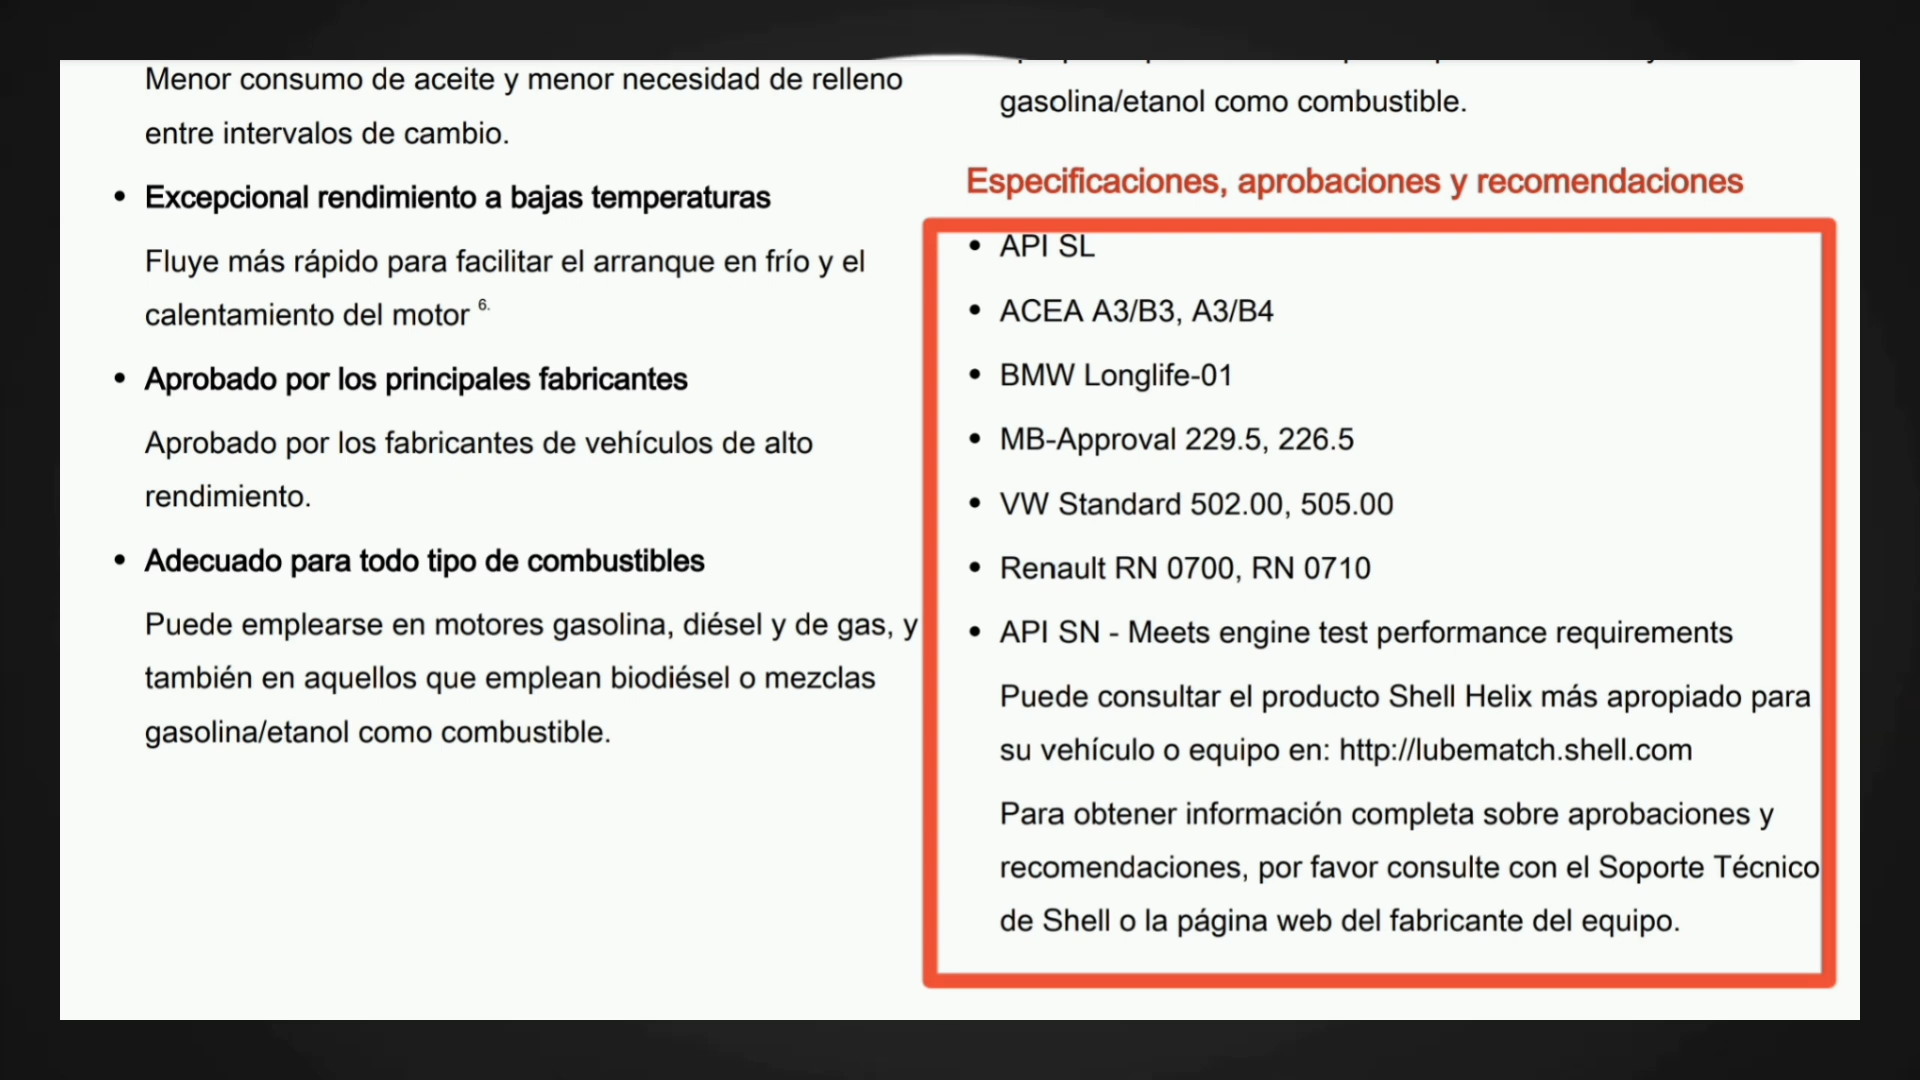 Menor consumo de aceite y menor necesidad de relleno
entre intervalos de cambio.
• Excepcional rendimiento a bajas temperaturas
Fluye más rápido para facilitar el arranque en frío y el
calentamiento del motor 6.
• Aprobado por los principales fabricantes
Aprobado por los fabricantes de vehículos de alto
rendimiento.
• Adecuado para todo tipo de combustibles
Puede emplearse en motores gasolina, diésel y de gas, y
también en aquellos que emplean biodiésel o mezclas
gasolina/etanol como combustible.
gasolina/etanol como combustible.
Especificaciones, aprobaciones y recomendaciones
• API SL
• ACEA A3/B3, A3/B4
• BMW Longlife-01
• MB-Approval 229.5, 226.5
• VW Standard 502.00, 505.00
• Renault RN 0700, RN 0710
• API SN - Meets engine test performance requirements
Puede consultar el producto Shell Helix más apropiado para
su vehículo o equipo en: http://lubematch.shell.com
Para obtener información completa sobre aprobaciones y
recomendaciones, por favor consulte con el Soporte Técnico
de Shell o la página web del fabricante del equipo.